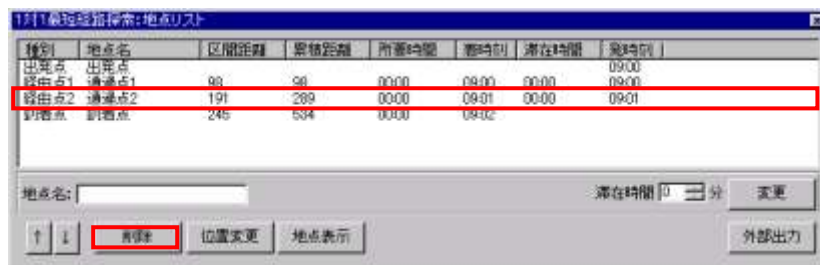 1対1最短経路探索:地点リスト
種別 地点名 区間距離 累積距離 所要時間 着時刻 滞在時間 発時刻
出発点 出発点 09:00
経由点1 通過点1 98 98 00:00 09:00 00:00 09:00
経由点2 通過点2 191 289 00:00 09:01 00:00 09:01
到着点 到着点 245 534 00:00 09:02
地点名: 滞在時間 0 分 変更
↑ ↓ 削除 位置変更 地点表示 外部出力